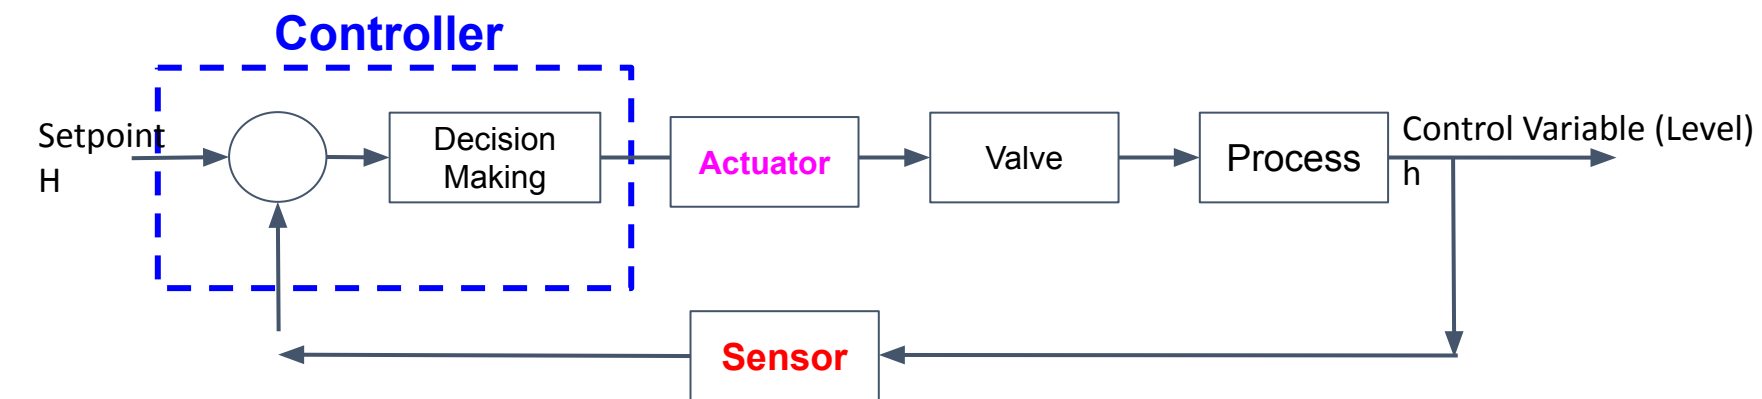 Controller
Setpoint
H
Decision
Making
Actuator
Valve
Process
Control Variable (Level)
h
Sensor